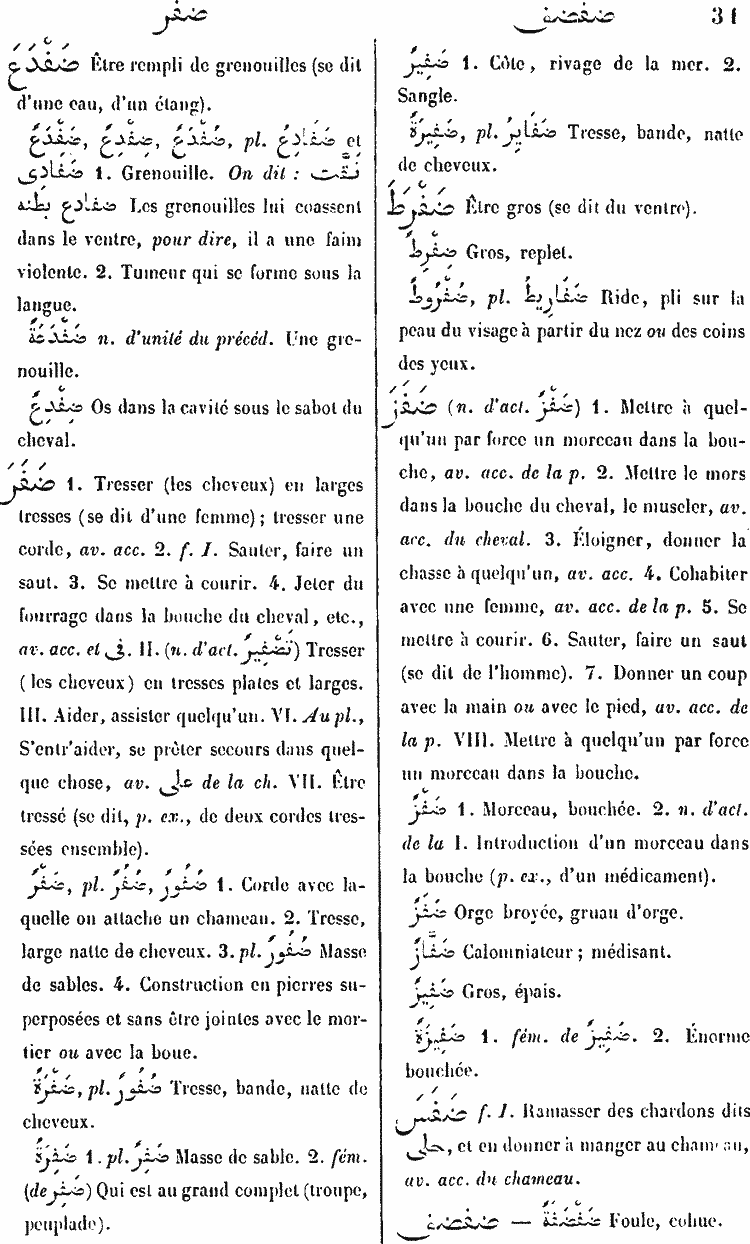 ضفر
ضفضف 31
ضَفْدَعَ Être rempli de grenouilles (se dit
d'une eau, d'un étang).
ضِفْدِعٌ, ضِفْدَعٌ, ضُفْدَعٌ, pl. ضَفَادِعُ et
ضَفَادِى 1. Grenouille. On dit : نَقَّت
ضفادع بطنه Les grenouilles lui coassent
dans le ventre, pour dire, il a une faim
violente. 2. Tumeur qui se forme sous la
langue.
ضِفْدَعَةٌ n. d'unité du précéd. Une gre-
nouille.
ضِفْدِعٌ Os dans la cavité sous le sabot du
cheval.
ضَفَرَ 1. Tresser (les cheveux) en larges
tresses (se dit d'une femme); tresser une
corde, av. acc. 2. f. I. Sauter, faire un
saut. 3. Se mettre à courir. 4. Jeter du
fourrage dans la bouche du cheval, etc.,
av. acc. et فى. II. (n. d'act. تَضْفِيرٌ) Tresser
(les cheveux) en tresses plates et larges.
III. Aider, assister quelqu'un. VI. Au pl.,
S'entr'aider, se prêter secours dans quel-
que chose, av. على de la ch. VII. Être
tressé (se dit, p. ex., de deux cordes tres-
sées ensemble).
ضَفْرٌ, pl. ضُفُرٌ, ضُفُورٌ 1. Corde avec la-
quelle on attache un chameau. 2. Tresse,
large natte de cheveux. 3. pl. ضُفُورٌ Masse
de sables. 4. Construction en pierres su-
perposées et sans être jointes avec le mor-
tier ou avec la boue.
ضَفْرَةٌ, pl. ضُفُورٌ Tresse, bande, natte de
cheveux.
ضَفِرَةٌ 1. pl. ضَفِرٌ Masse de sable. 2. fém.
(de ضفر) Qui est au grand complet (troupe,
peuplade).
ضَفِيرٌ 1. Côte, rivage de la mer. 2.
Sangle.
ضَفِيرَةٌ, pl. ضَفَايِرُ Tresse, bande, natte
de cheveux.
ضَفْرَطَ Être gros (se dit du ventre).
ضِفْرِطٌ Gros, replet.
ضُفْرُوطٌ, pl. ضَفَارِيطُ Ride, pli sur la
peau du visage à partir du nez ou des coins
des yeux.
ضَفَزَ (n. d'act. ضَفْزٌ) 1. Mettre à quel-
qu'un par force un morceau dans la bou-
che, av. acc. de la p. 2. Mettre le mors
dans la bouche du cheval, le museler, av.
acc. du cheval. 3. Éloigner, donner la
chasse à quelqu'un, av. acc. 4. Cohabiter
avec une femme, av. acc. de la p. 5. Se
mettre à courir. 6. Sauter, faire un saut
(se dit de l'homme). 7. Donner un coup
avec la main ou avec le pied, av. acc. de
la p. VIII. Mettre à quelqu'un par force
un morceau dans la bouche.
ضَفْزٌ 1. Morceau, bouchée. 2. n. d'act.
de la I. Introduction d'un morceau dans
la bouche (p. ex., d'un médicament).
ضَفَزٌ Orge broyée, gruau d'orge.
ضَفَّازٌ Calomniateur; médisant.
ضَفِيزٌ Gros, épais.
ضَفِيزَةٌ 1. fém. de ضَفِيزٌ. 2. Énorme
bouchée.
ضَفَسَ f. I. Ramasser des chardons dits
حلى, et en donner à manger au chameau,
av. acc. du chameau.
ضفضف — ضَفْضَفَةٌ Foule, cohue.